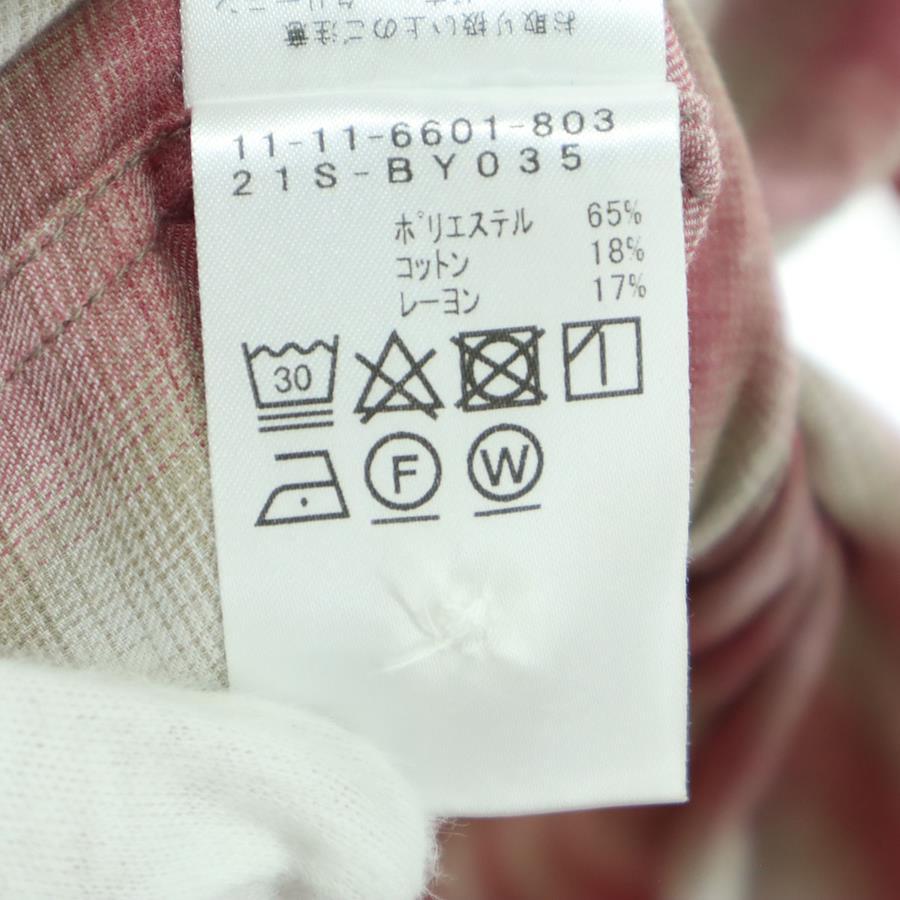 お取り扱い上のご注意
11-11-6601-803
21S-BY035
ポリエステル 65%
コットン 18%
レーヨン 17%
30
F W